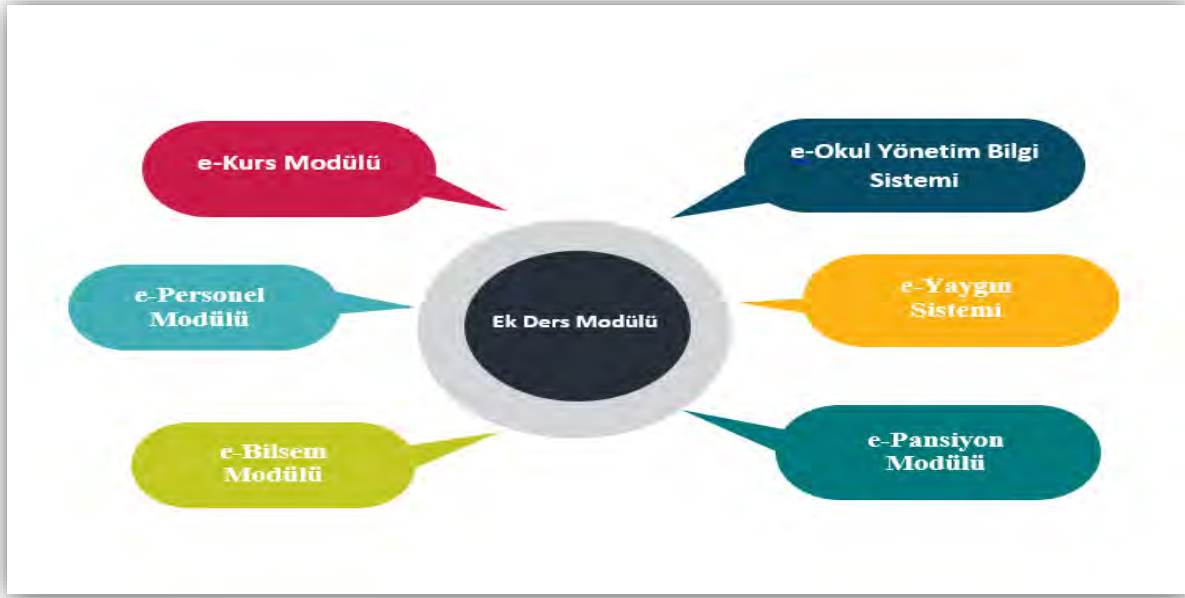 e-Kurs Modülü
e-Okul Yönetim Bilgi
Sistemi
e-Personel
Modülü
Ek Ders Modülü
e-Yaygın
Sistemi
e-Bilsem
Modülü
e-Pansiyon
Modülü